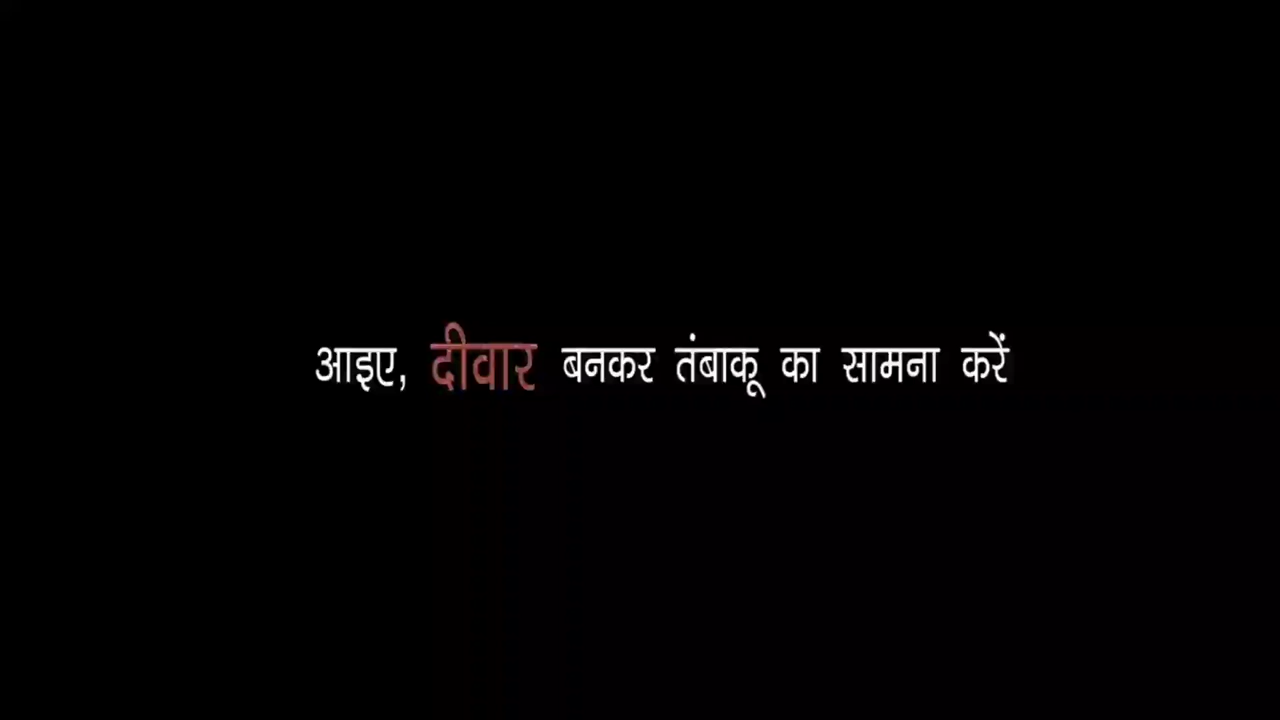 आइए, दीवार बनकर तंबाकू का सामना करें